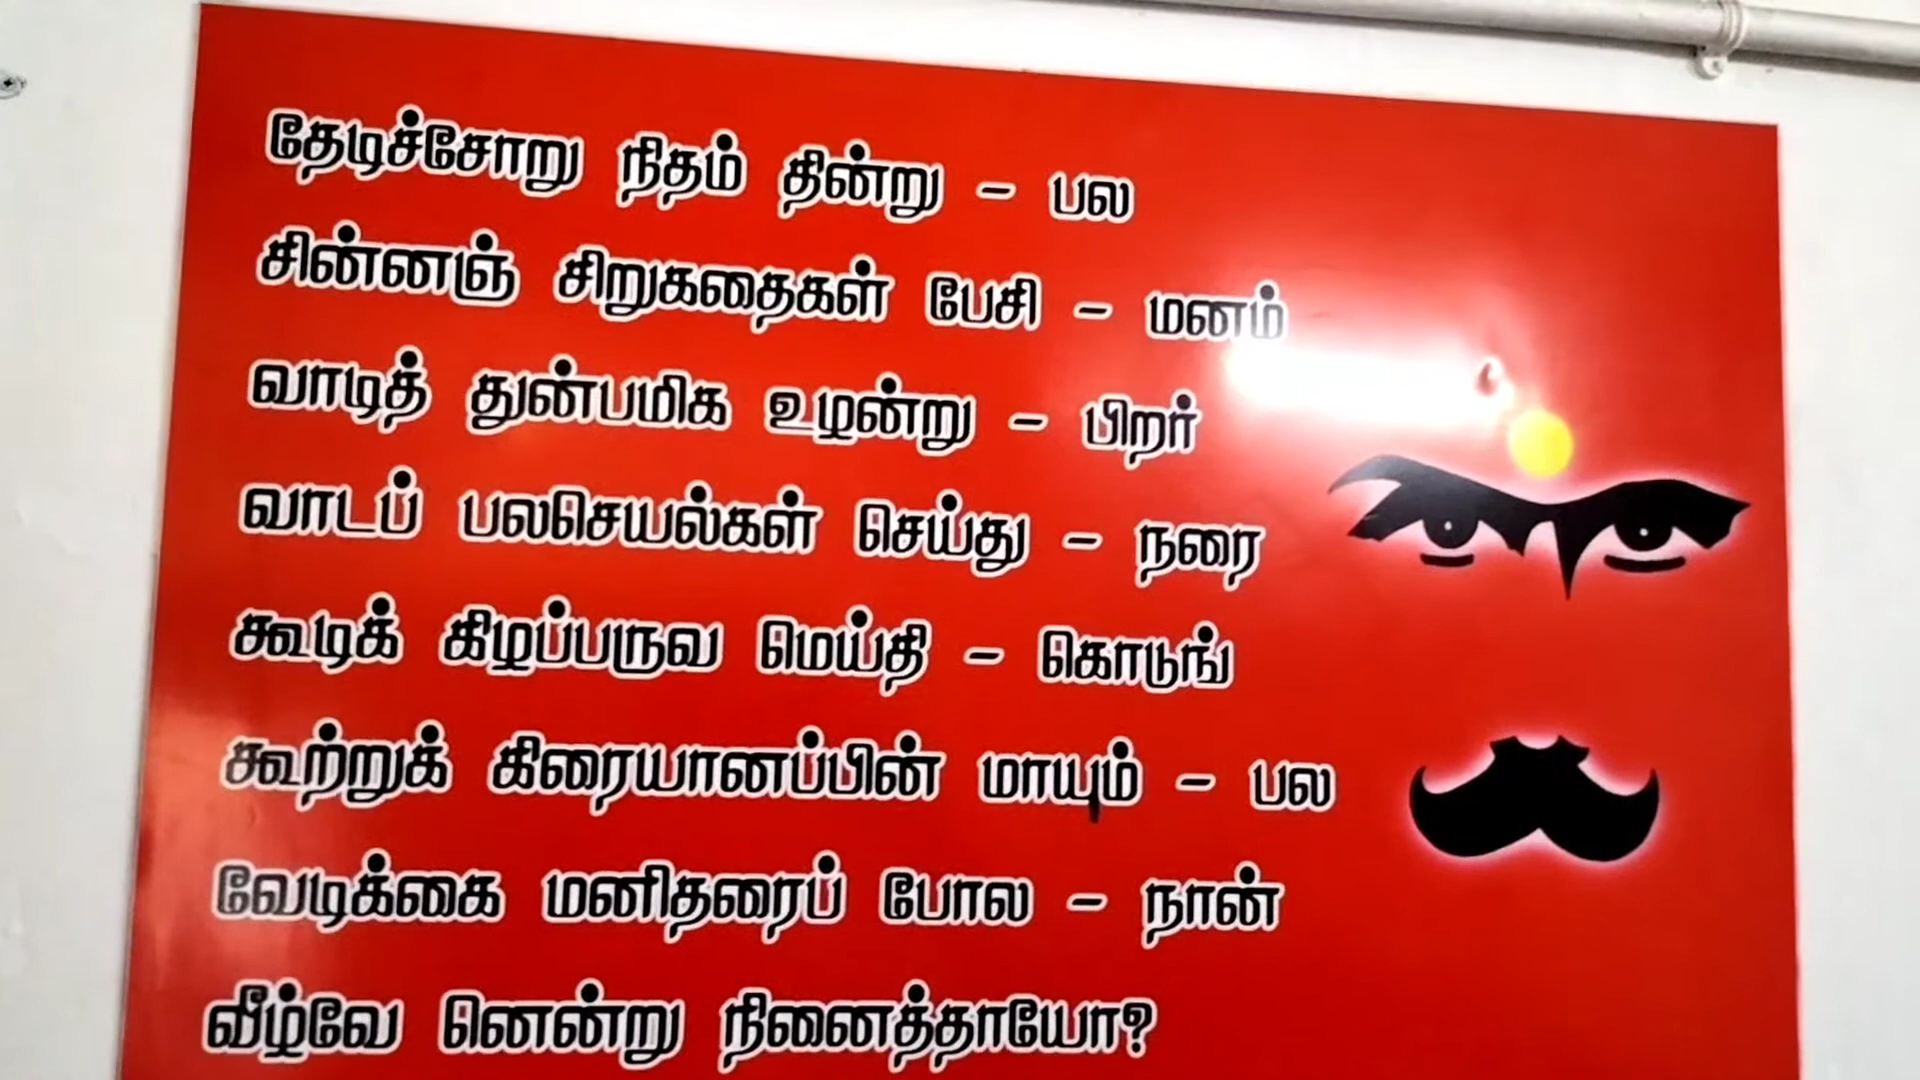 தேடிச்சோறு நிதம் தின்று - பல
சின்னஞ் சிறுகதைகள் பேசி - மனம்
வாடித் துன்பமிக உழன்று - பிறர்
வாடப் பலசெயல்கள் செய்து - நரை
கூடிக் கிழப்பருவ மெய்தி - கொடுங்
கூற்றுக் கிரையானப்பின் மாயும் - பல
வேடிக்கை மனிதரைப் போல - நான்
வீழ்வே னென்று நினைத்தாயோ?